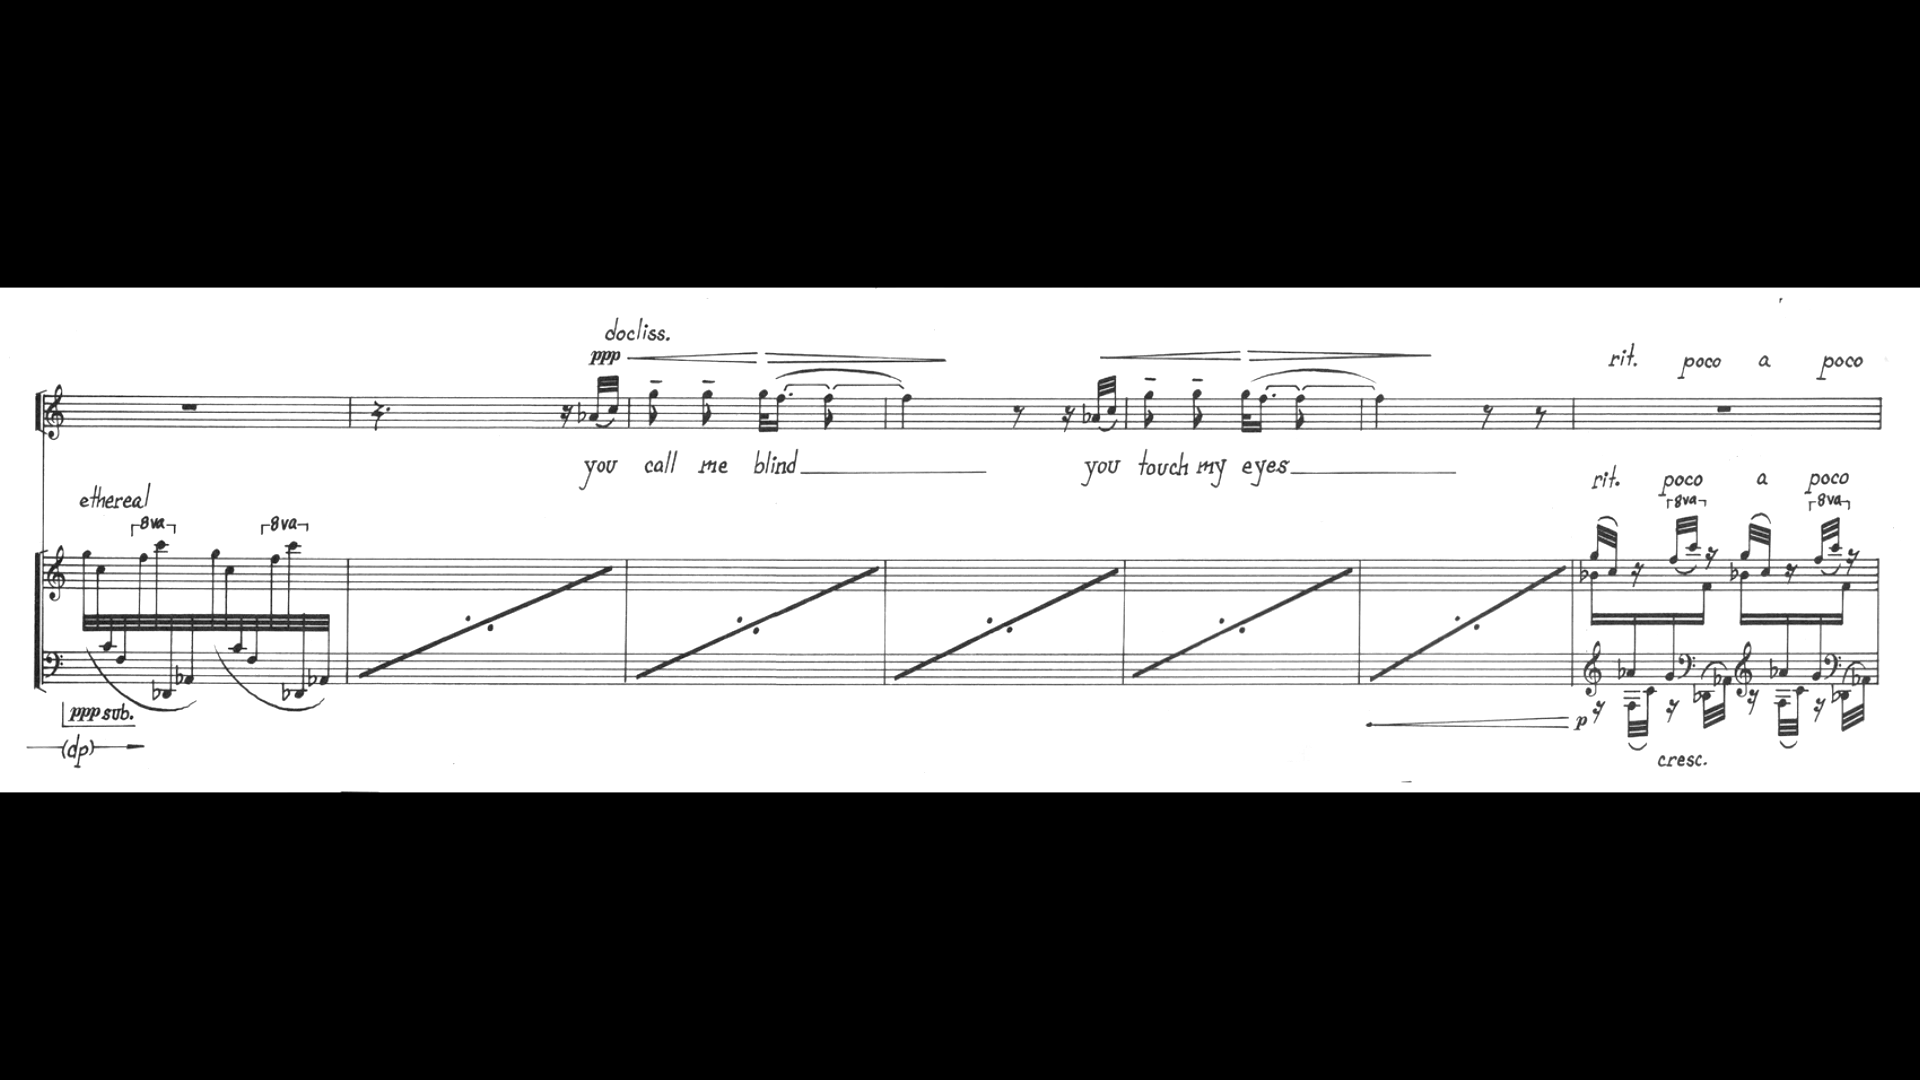 docliss.
ppp
rit. poco a poco
you call me blind you touch my eyes
rit. poco a poco
ethereal
8va 8va 8va 8va
ppp sub.
p
(dp)
cresc.